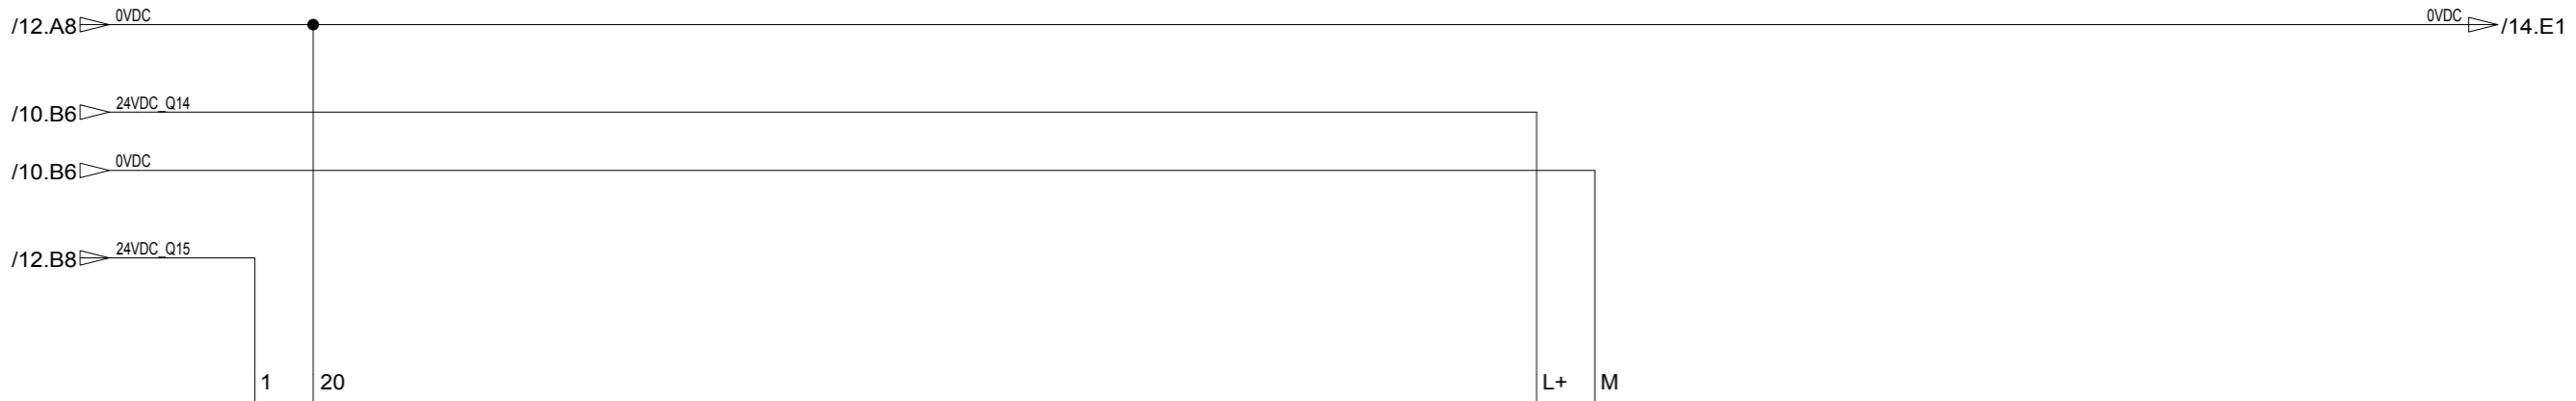 /12.A8 0VDC 0VDC /14.E1
/10.B6 24VDC_Q14
/10.B6 0VDC
/12.B8 24VDC_Q15
1 20 L+ M